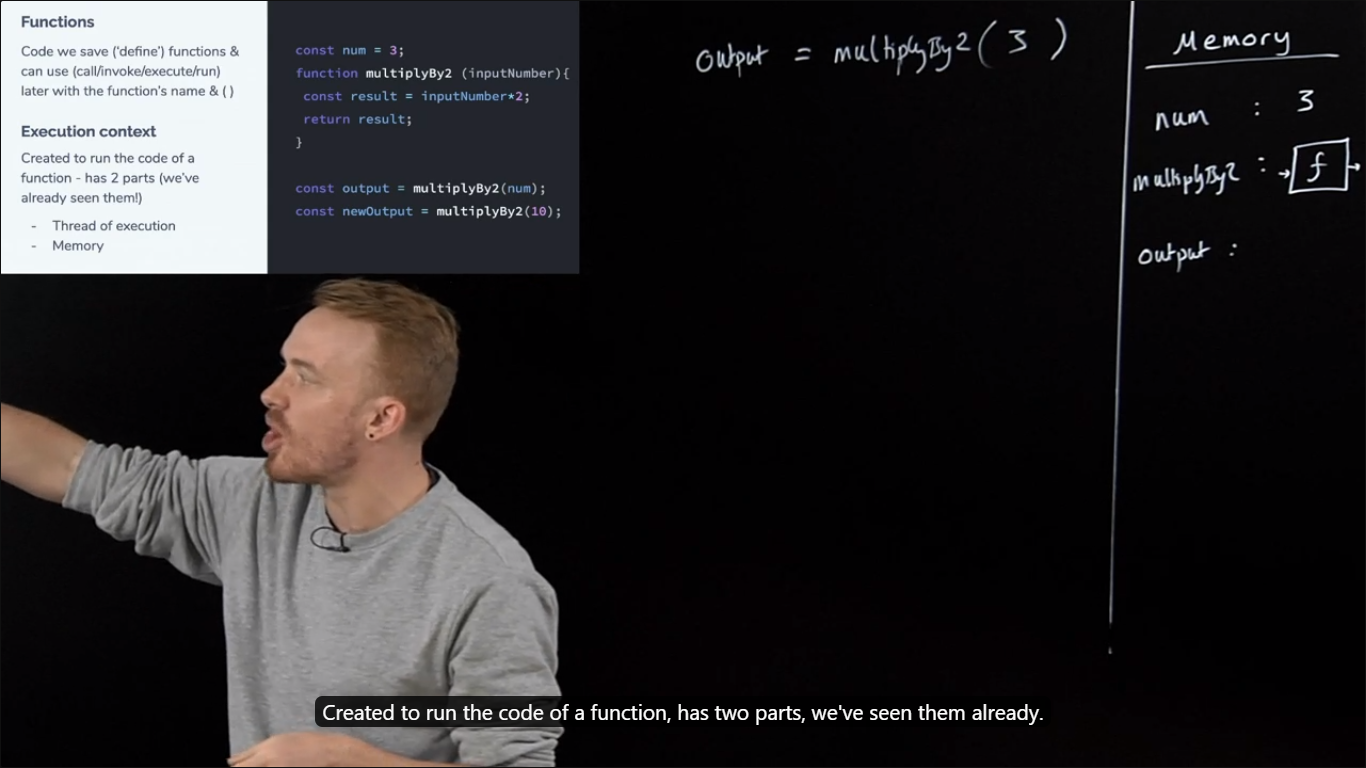 Functions
Code we save (‘define’) functions &
can use (call/invoke/execute/run)
later with the function’s name & ( )
Execution context
Created to run the code of a
function - has 2 parts (we’ve
already seen them!)
- Thread of execution
- Memory
const num = 3;
function multiplyBy2 (inputNumber){
const result = inputNumber*2;
return result;
}
const output = multiplyBy2(num);
const newOutput = multiplyBy2(10);
output = multiplyBy2( 3 )
Memory
num : 3
multiplyBy2 : f
output :
Created to run the code of a function, has two parts, we've seen them already.